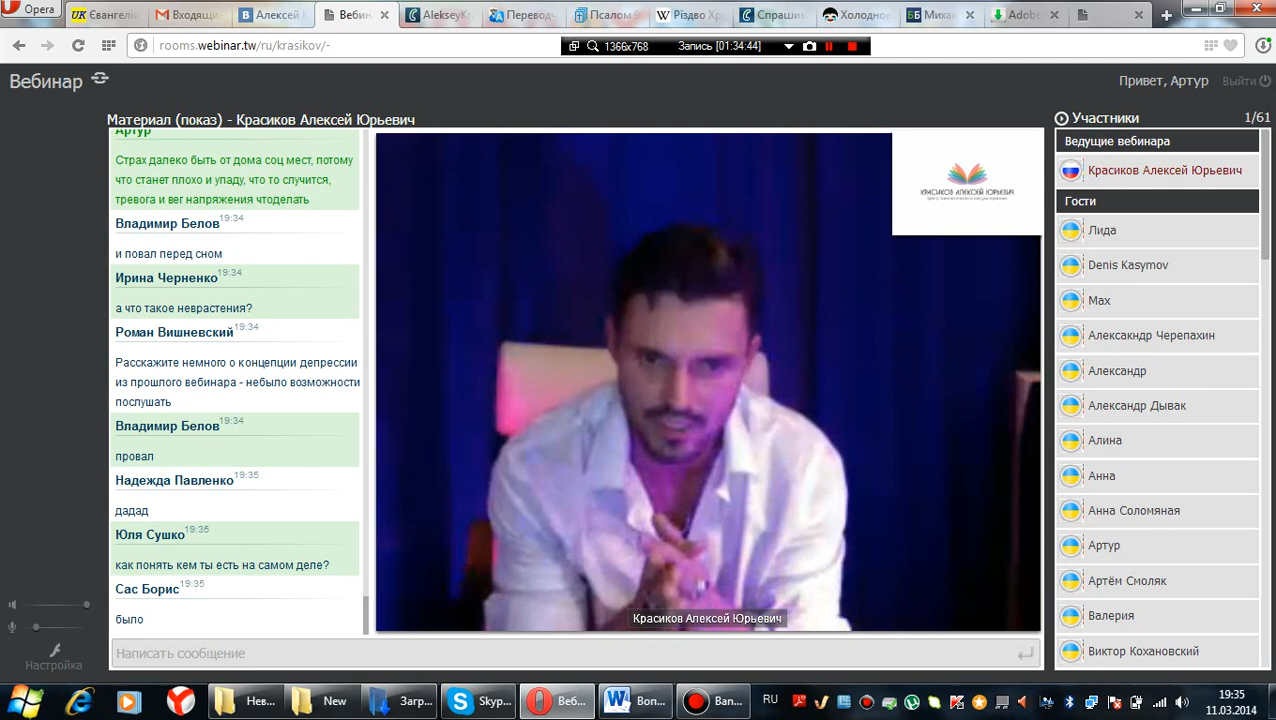 Opera
Евангели
Входящи
Алексей К
Вебин
AlekseyKr
Переводч
Псалом 9
Різдво Хр
Спрашив
Холодное
Михаи
Adobe
rooms.webinar.tw/ru/krasikov/-
1366x768
Запись [01:34:44]
Вебинар
Привет, Артур
Выйти
Материал (показ) - Красиков Алексей Юрьевич
Участники
1/61
Артур
Страх далеко быть от дома соц мест, потому
что станет плохо и упаду, что случится,
тревога и вег напряжения чтоделать
Владимир Белов 19:34
и повал перед сном
Ирина Черненко 19:34
а что такое неврастения?
Роман Вишневский 19:34
Расскажите немного о концепции депрессии
из прошлого вебинара - небыло возможности
послушать
Владимир Белов 19:34
провал
Надежда Павленко 19:35
дадад
Юля Сушко 19:35
как понять кем ты есть на самом деле?
Сас Борис 19:35
было
КРАСИКОВ АЛЕКСЕЙ ЮРЬЕВИЧ
Красиков Алексей Юрьевич
Ведущие вебинара
Красиков Алексей Юрьевич
Гости
Лида
Denis Kasymov
Max
Алексакндр Черепахин
Александр
Александр Дывак
Алина
Анна
Анна Соломяная
Артур
Артём Смоляк
Валерия
Виктор Кохановский
Настройка
Написать сообщение
Нев...
New
Загр...
Skyp...
Веб...
Воп...
Ban...
RU
19:35
11.03.2014